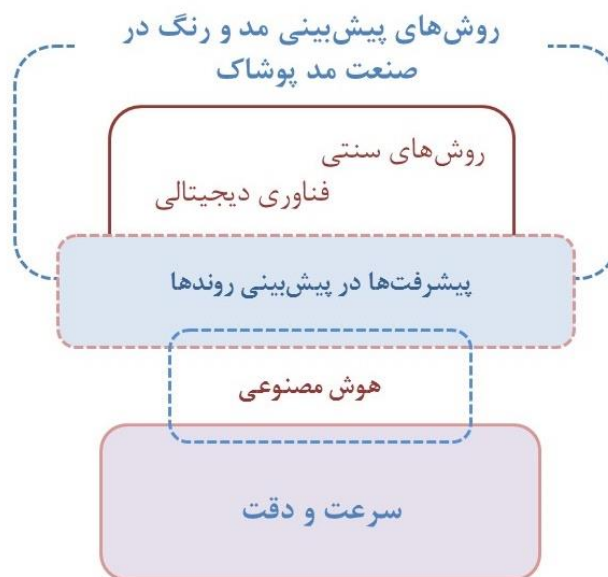 روش‌های پیش‌بینی مد و رنگ در
صنعت مد پوشاک
روش‌های سنتی
فناوری دیجیتالی
پیشرفت‌ها در پیش‌بینی روندها
هوش مصنوعی
سرعت و دقت